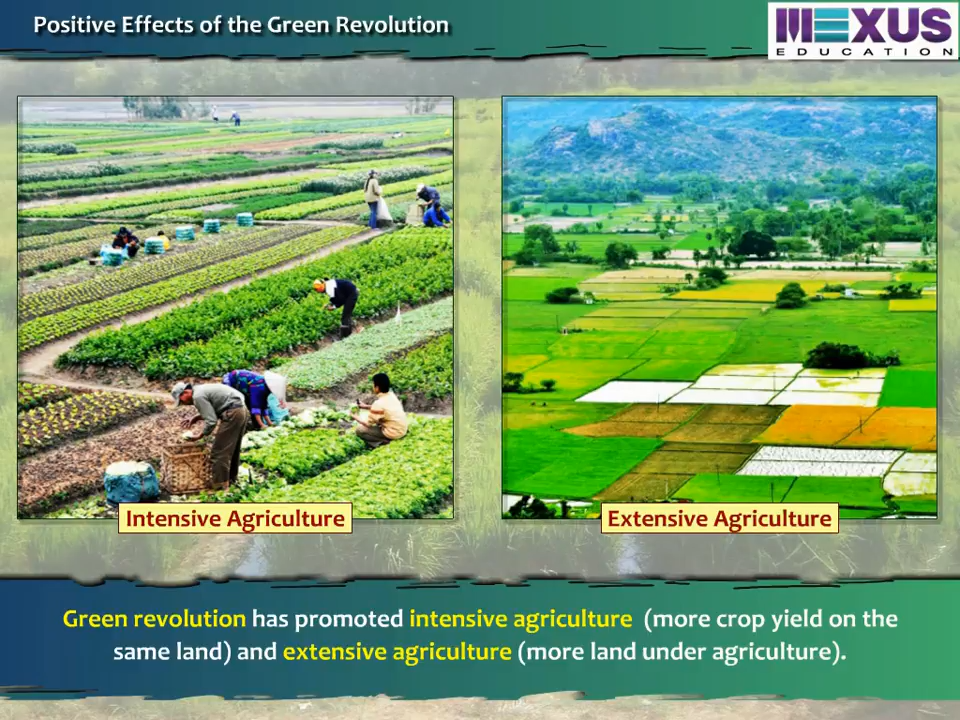 Positive Effects of the Green Revolution
MEXUS
EDUCATION
Intensive Agriculture
Extensive Agriculture
Green revolution has promoted intensive agriculture (more crop yield on the
same land) and extensive agriculture (more land under agriculture).